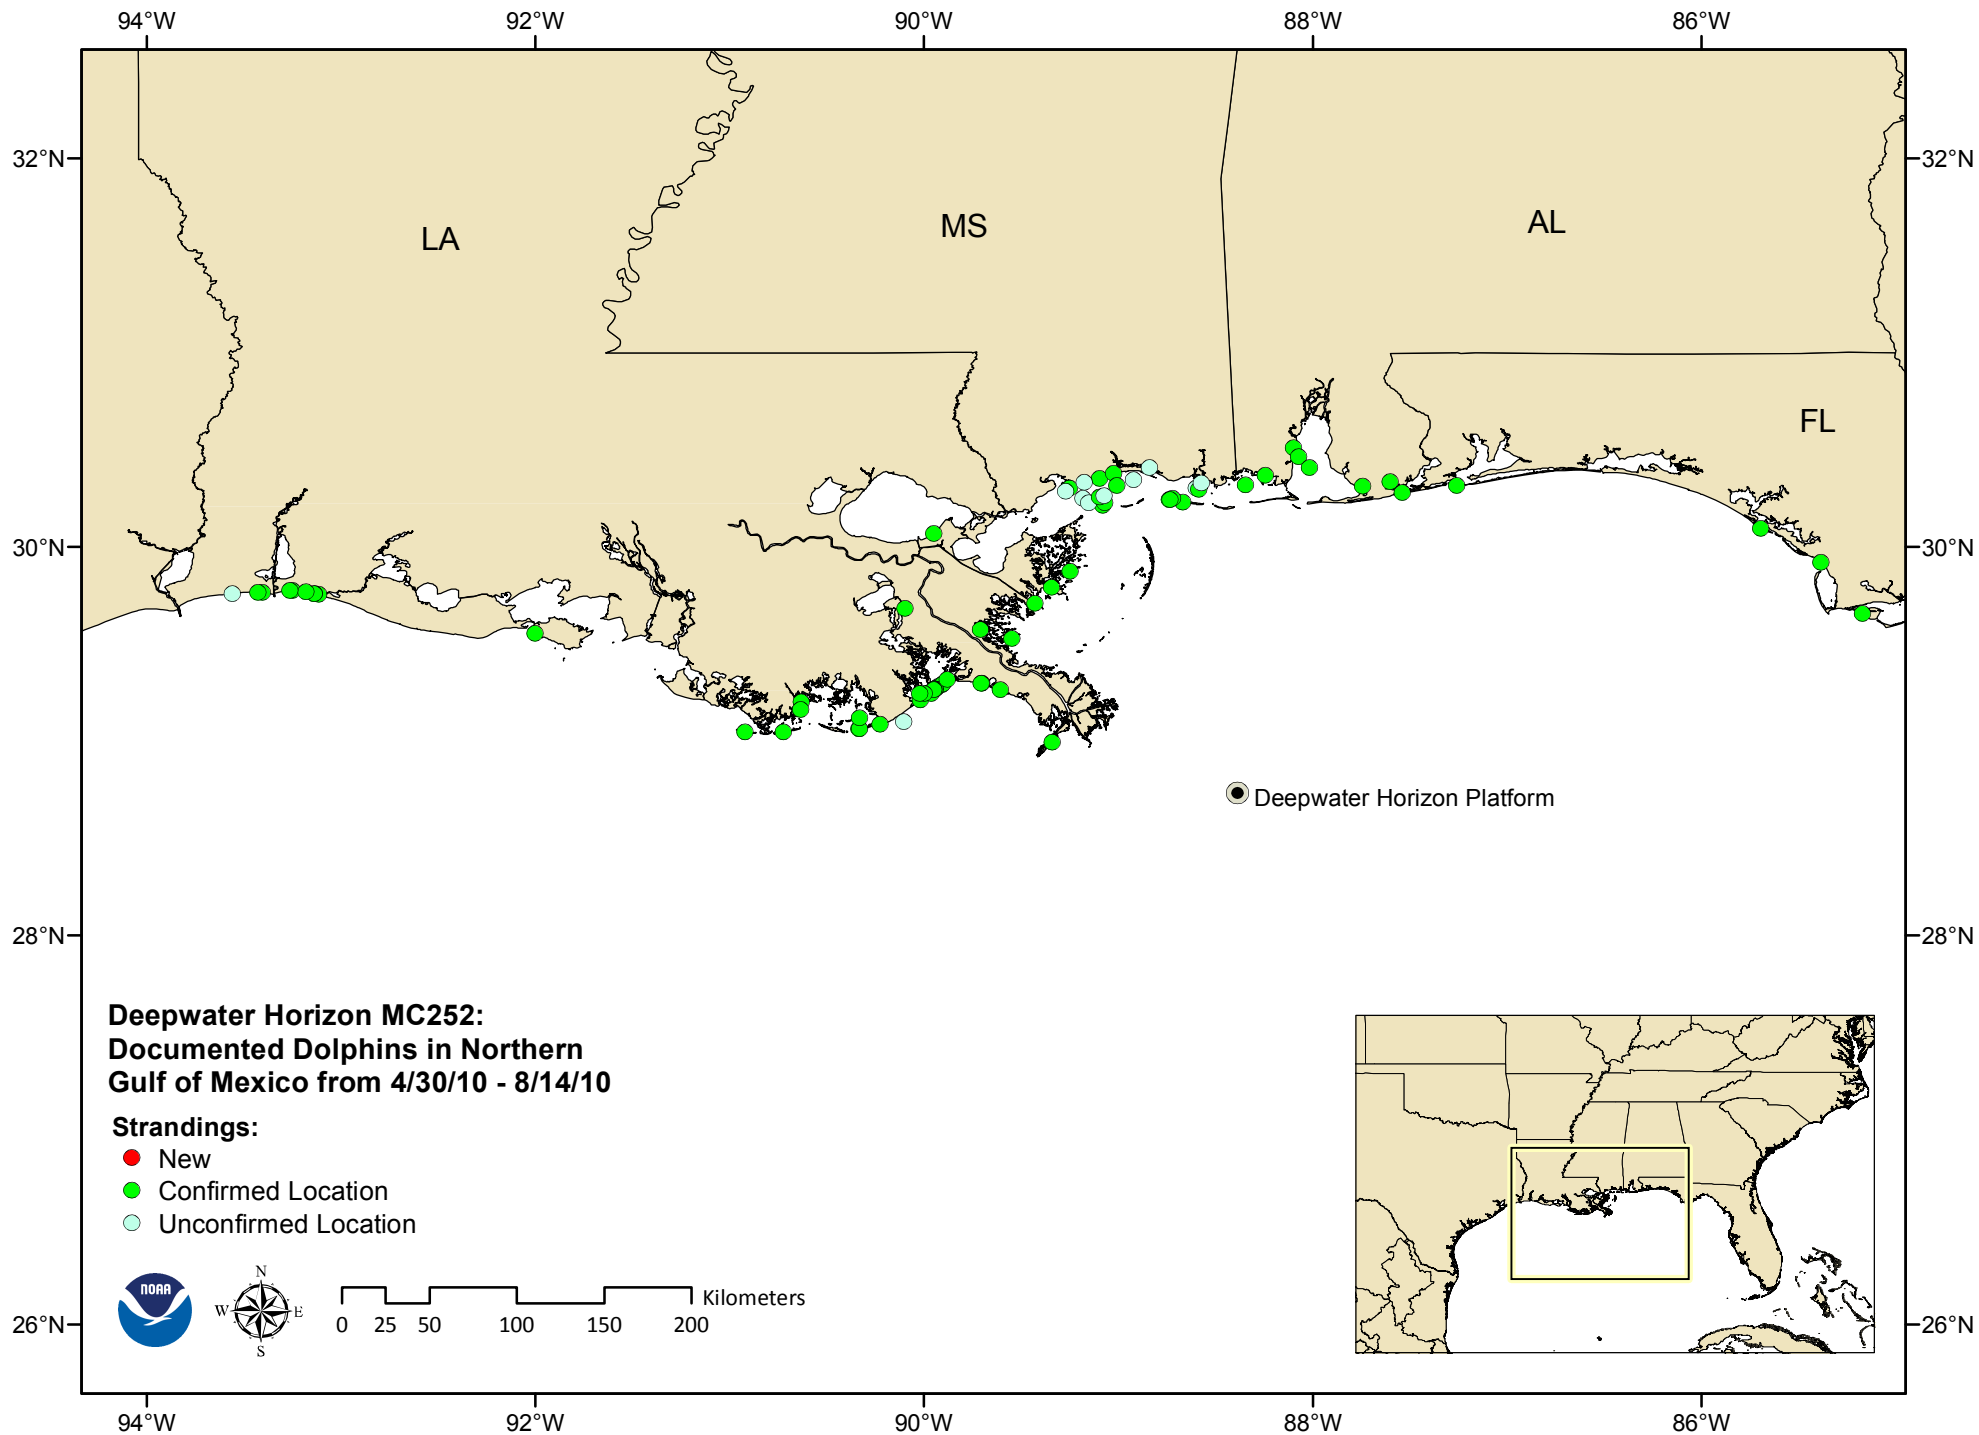 94°W 92°W 90°W 88°W 86°W
32°N 32°N
LA MS AL
FL
30°N 30°N
Deepwater Horizon Platform
28°N 28°N
Deepwater Horizon MC252:
Documented Dolphins in Northern
Gulf of Mexico from 4/30/10 - 8/14/10
Strandings:
New
Confirmed Location
Unconfirmed Location
NOAA
N
W E
S
Kilometers
0 25 50 100 150 200
26°N 26°N
94°W 92°W 90°W 88°W 86°W